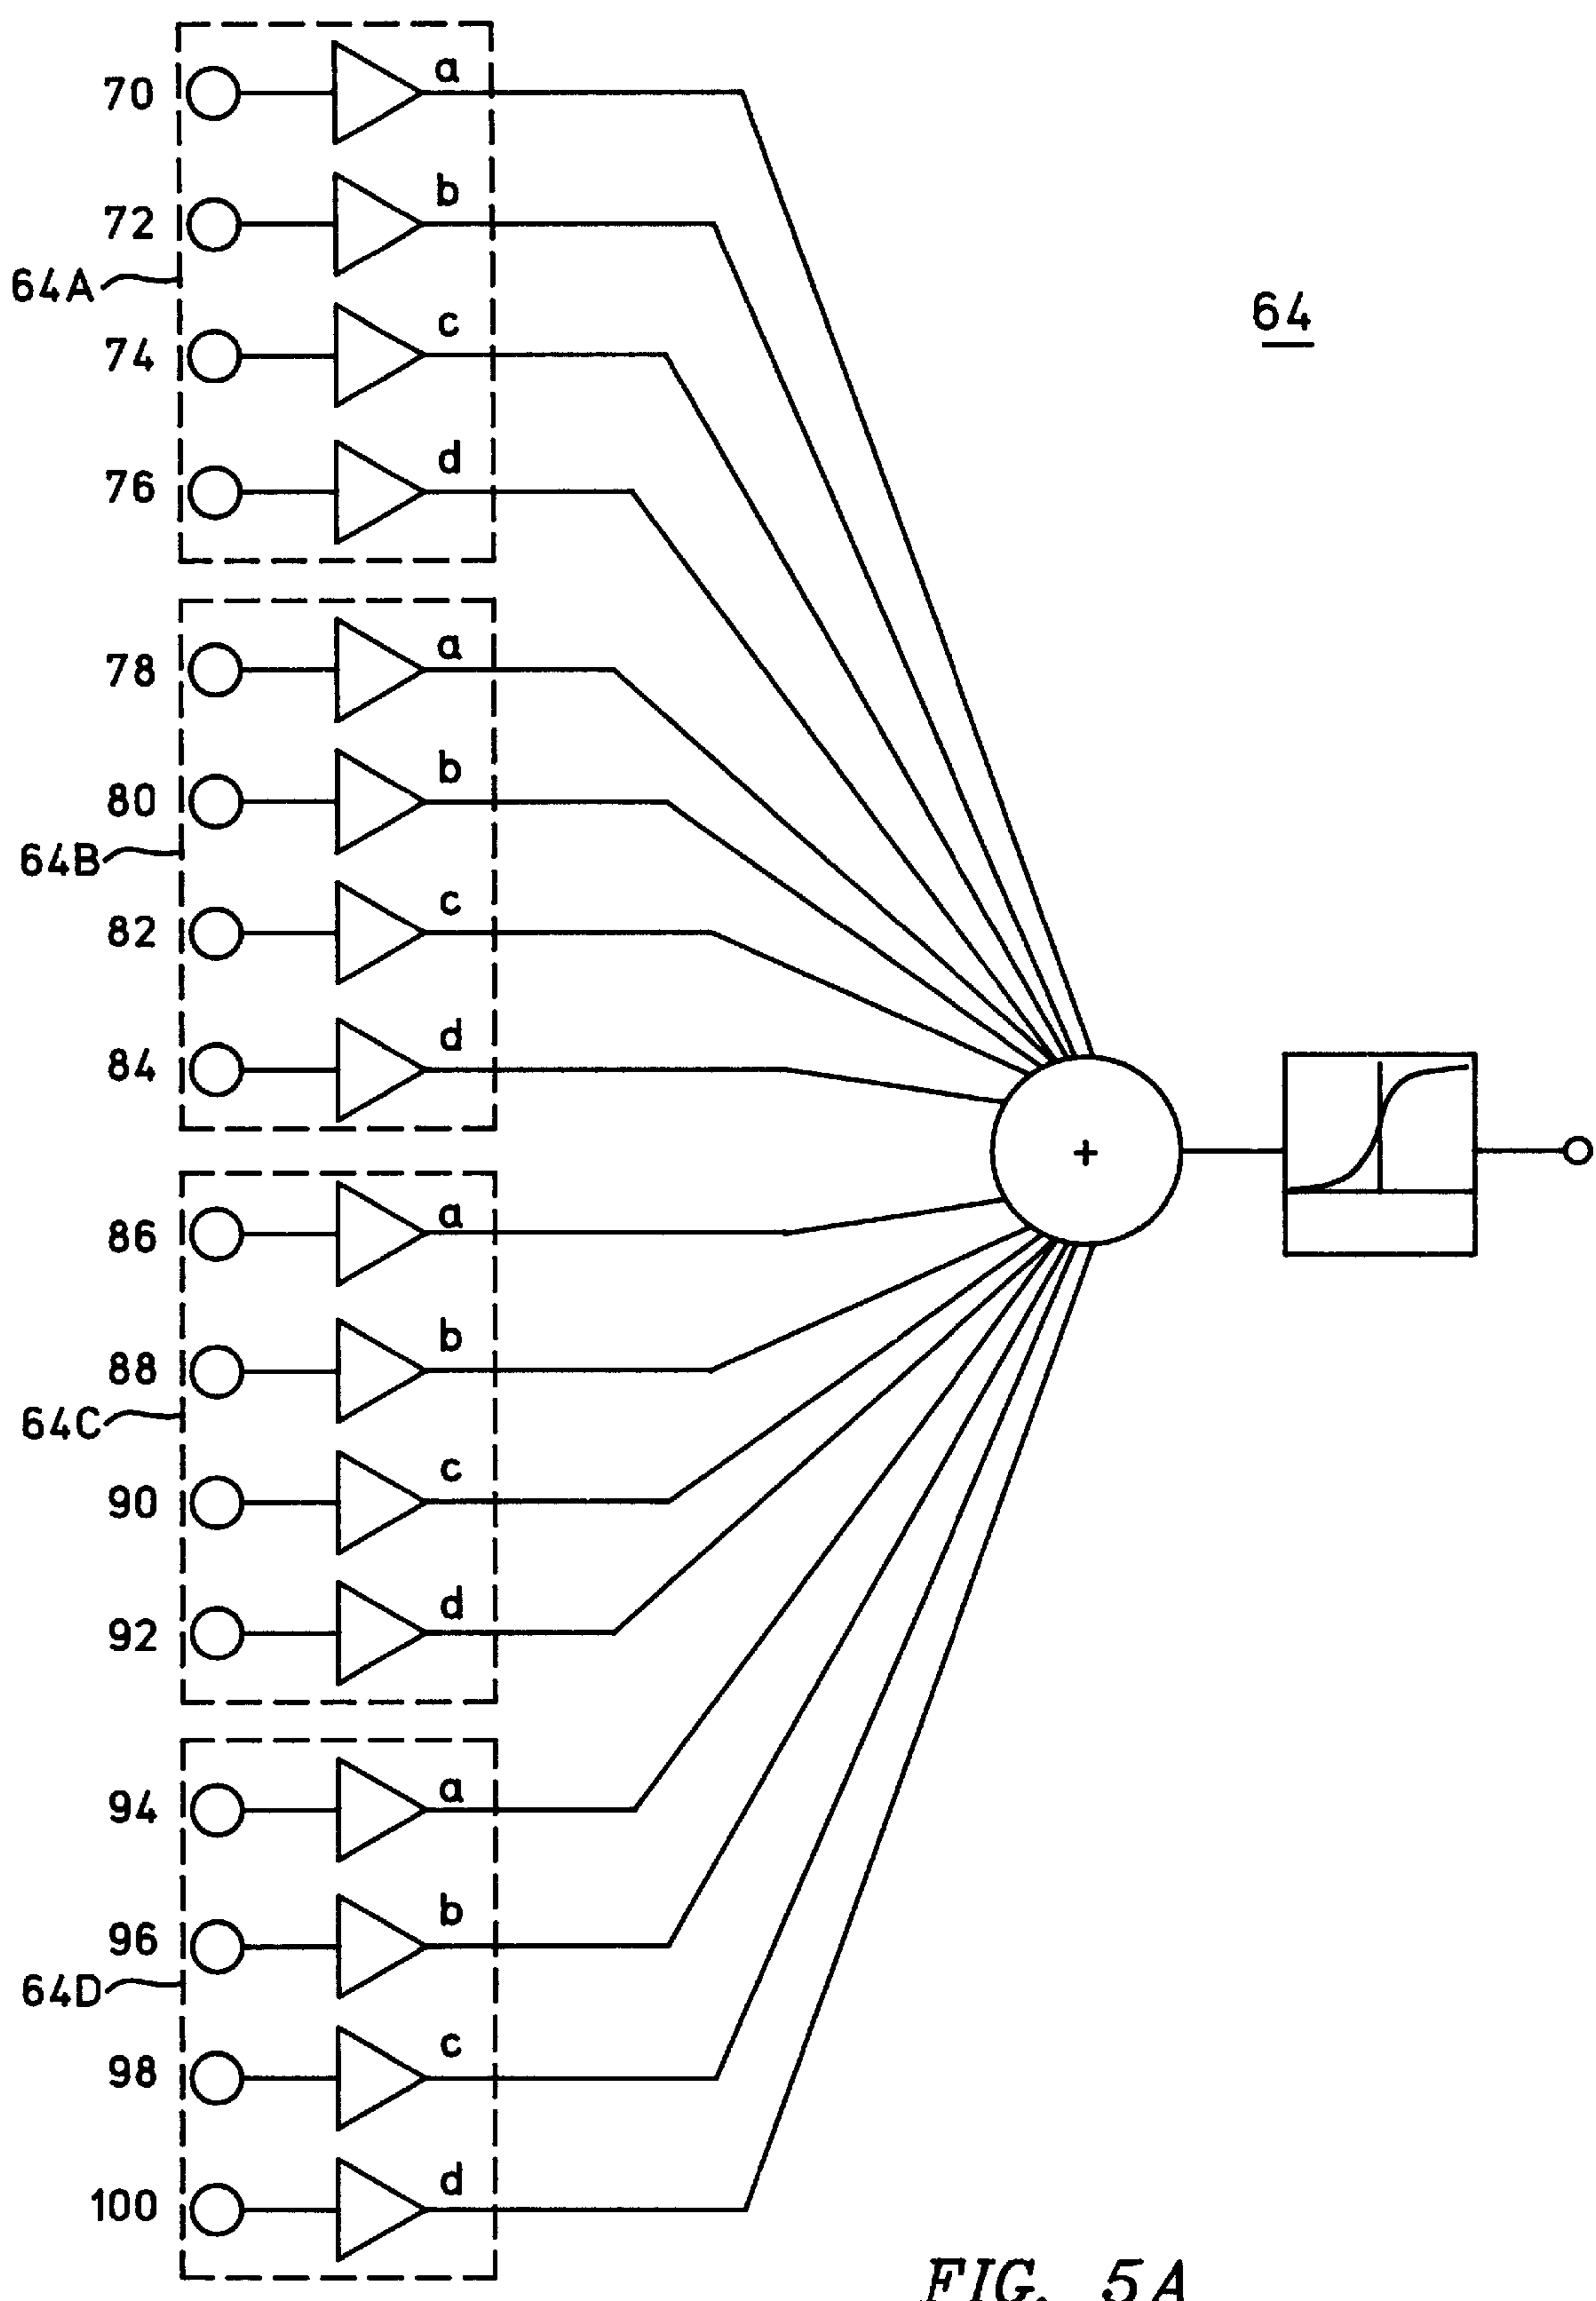 70 a
72 b
64A
74 c
76 d
64
78 a
80 b
64B
82 c
84 d
+
86 a
88 b
64C
90 c
92 d
94 a
96 b
64D
98 c
100 d
FIG. 5A